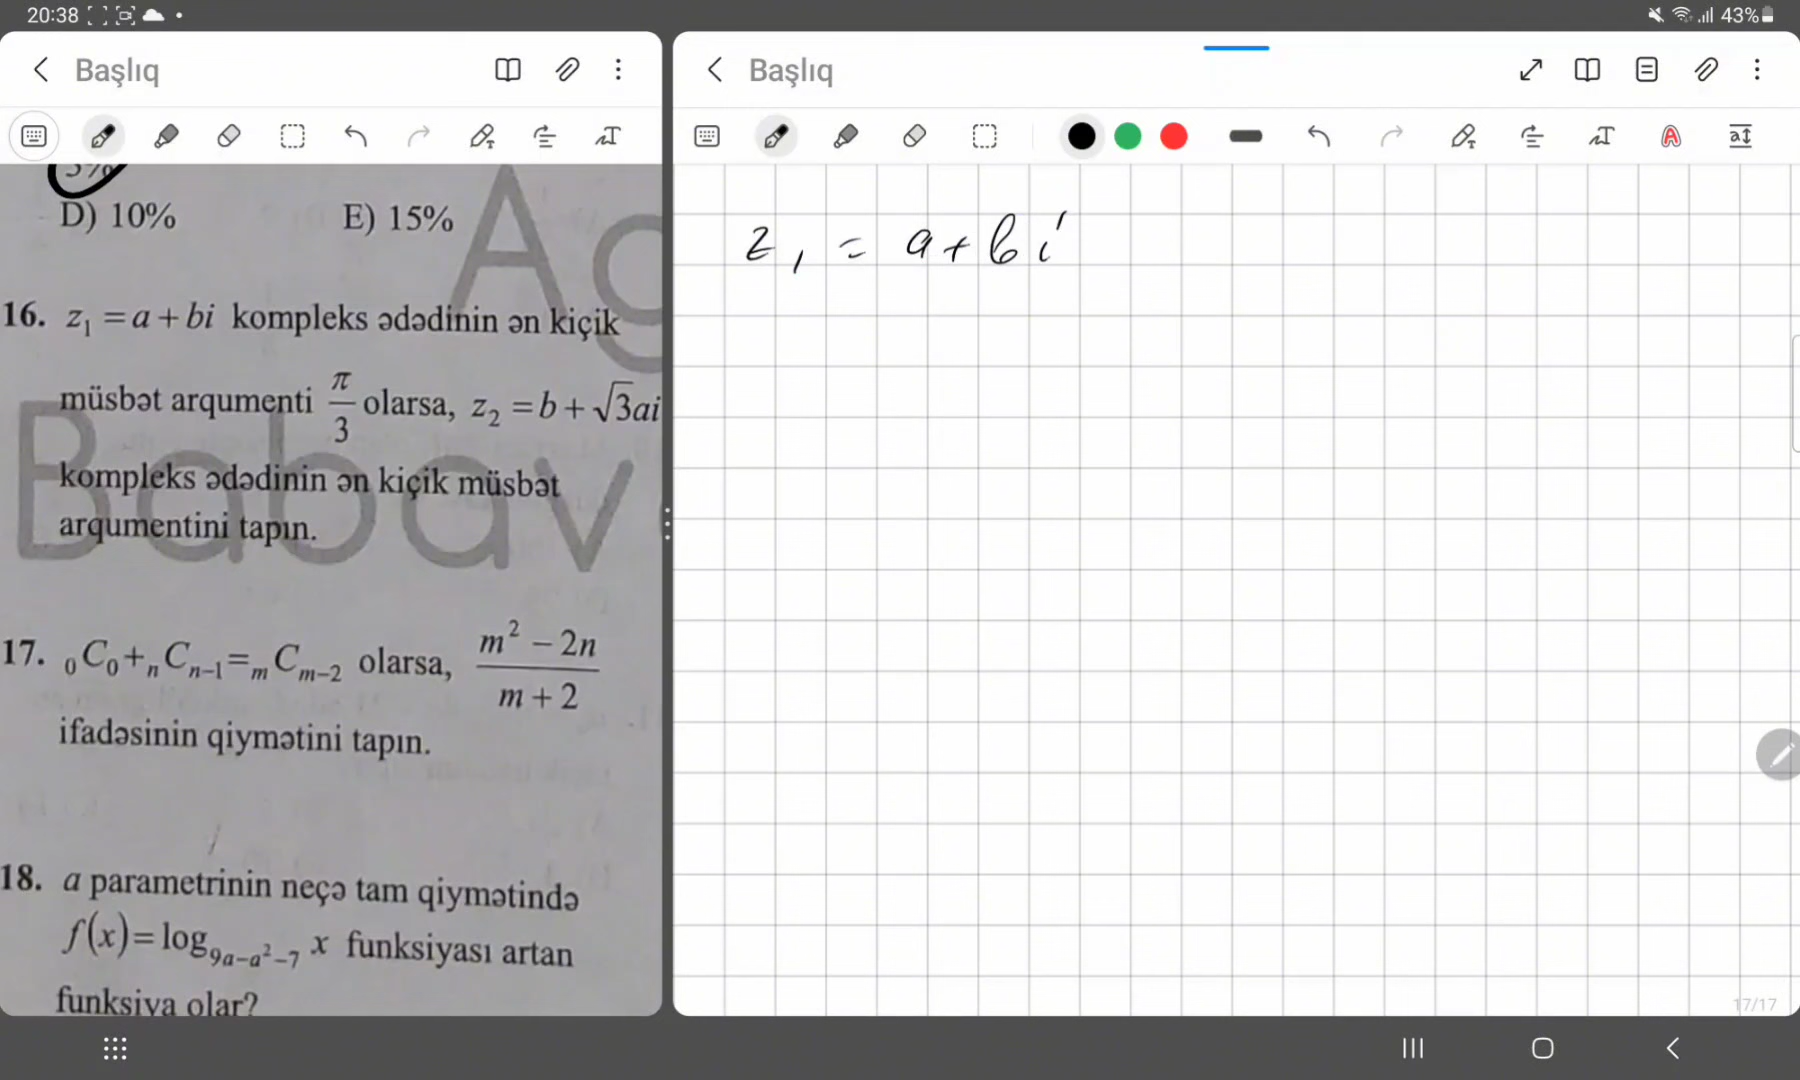 20:38
43%
Başlıq
D) 10% E) 15%
16. z₁ = a + bi kompleks ədədinin ən kiçik
müsbət arqumenti π/3 olarsa, z₂ = b + √3ai
kompleks ədədinin ən kiçik müsbət
arqumentini tapın.
17. ₀C₀+ₙCₙ₋₁=ₘCₘ₋₂ olarsa, (m² − 2n)/(m + 2)
ifadəsinin qiymətini tapın.
18. a parametrinin neçə tam qiymətində
f(x)=log₉ₐ₋ₐ²₋₇ x funksiyası artan
funksiya olar?
Ag
Babav
Başlıq
z₁ = a + bi
17/17